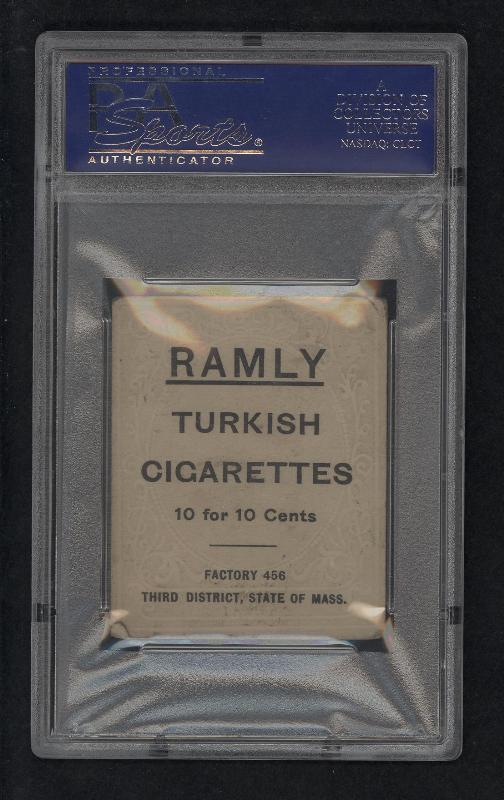 PROFESSIONAL
PSA
Sports®
AUTHENTICATOR
A
DIVISION OF
COLLECTORS
UNIVERSE
NASDAQ: CLCT
RAMLY
TURKISH
CIGARETTES
10 for 10 Cents
FACTORY 456
THIRD DISTRICT, STATE OF MASS.